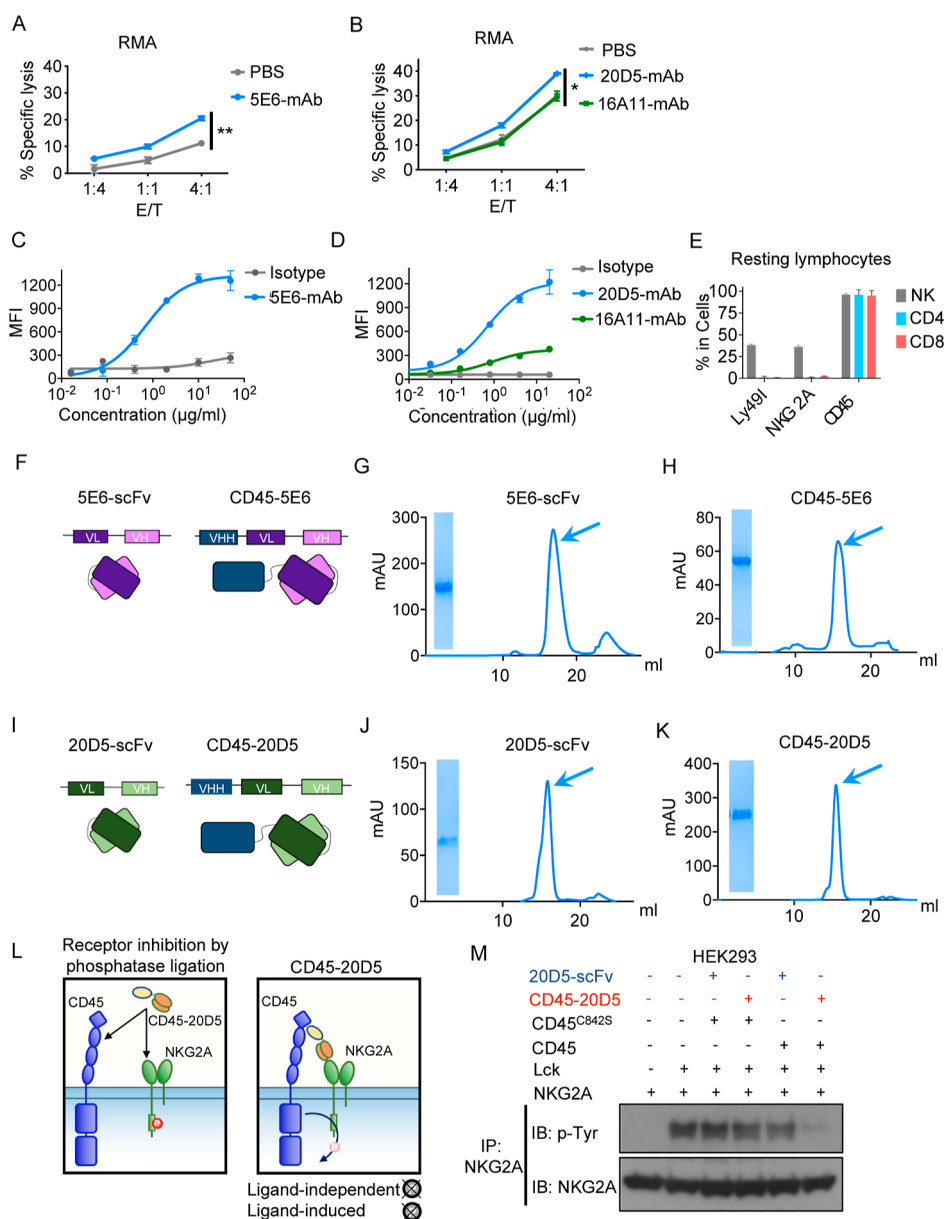 A
RMA
PBS
5E6-mAb
% Specific lysis
40
30
20
10
0
**
1:4
1:1
4:1
E/T
B
RMA
PBS
20D5-mAb
16A11-mAb
% Specific lysis
40
30
20
10
0
*
1:4
1:1
4:1
E/T
C
Isotype
5E6-mAb
MFI
1200
900
600
300
0
10⁻² 10⁻¹ 10⁰ 10¹ 10²
Concentration (µg/ml)
D
Isotype
20D5-mAb
16A11-mAb
MFI
1200
900
600
300
0
10⁻² 10⁻¹ 10⁰ 10¹ 10²
Concentration (µg/ml)
E
Resting lymphocytes
% in Cells
100
50
0
NK
CD4
CD8
Ly49I
NKG 2A
CD45
F
5E6-scFv
CD45-5E6
VL VH
VHH VL VH
G
5E6-scFv
mAU
300
200
100
0
10 20
ml
H
CD45-5E6
mAU
80
60
40
20
0
10 20
ml
I
20D5-scFv
CD45-20D5
VL VH
VHH VL VH
J
20D5-scFv
mAU
150
100
50
0
10 20
ml
K
CD45-20D5
mAU
400
300
200
100
0
10 20
ml
L
Receptor inhibition by
phosphatase ligation
CD45
CD45-20D5
NKG2A
CD45-20D5
CD45
NKG2A
Ligand-independent
Ligand-induced
M
HEK293
20D5-scFv - - + - + -
CD45-20D5 - - - + - +
CD45C842S - - + + - -
CD45 - - - - + +
Lck - + + + + +
NKG2A + + + + + +
IP:
NKG2A
IB: p-Tyr
IB: NKG2A